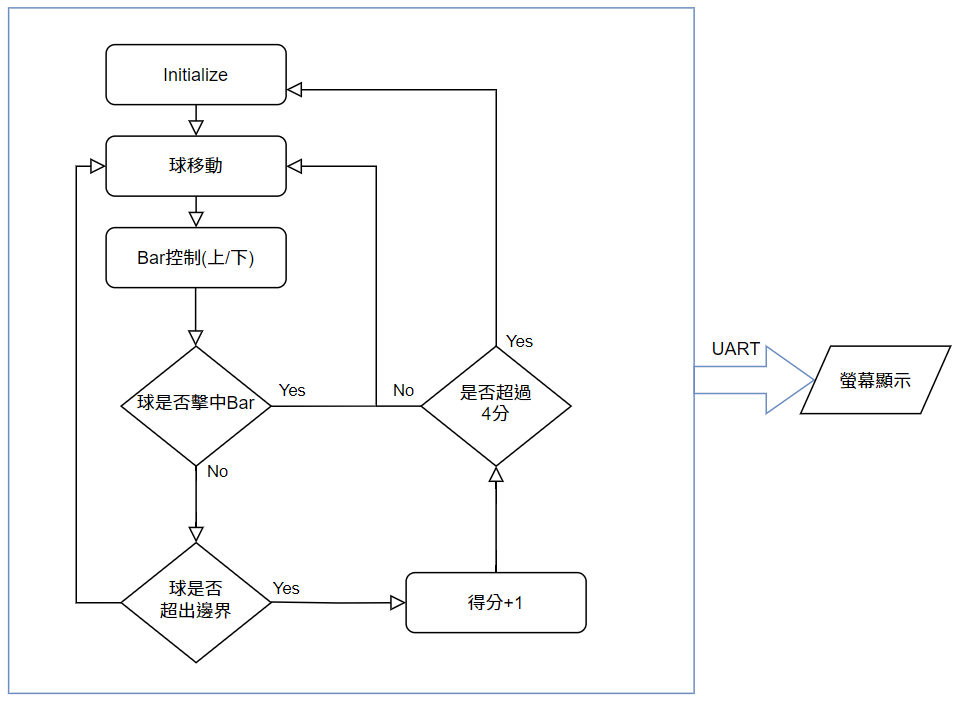 Initialize
球移動
Bar控制(上/下)
球是否擊中Bar
Yes
No
No
Yes
是否超過
4分
球是否
超出邊界
Yes
得分+1
UART
螢幕顯示